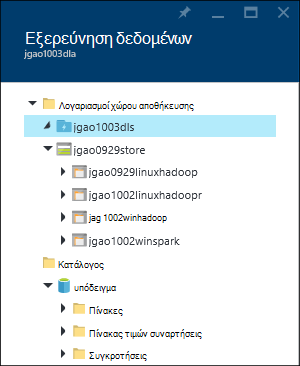 Εξερεύνηση δεδομένων
jgao1003dla
Λογαριασμοί χώρου αποθήκευσης
jgao1003dls
jgao0929store
jgao0929linuxhadoop
jgao1002linuxhadoopr
jag 1002winhadoop
jgao1002winspark
Κατάλογος
υπόδειγμα
Πίνακες
Πίνακας τιμών συναρτήσεις
Συγκροτήσεις